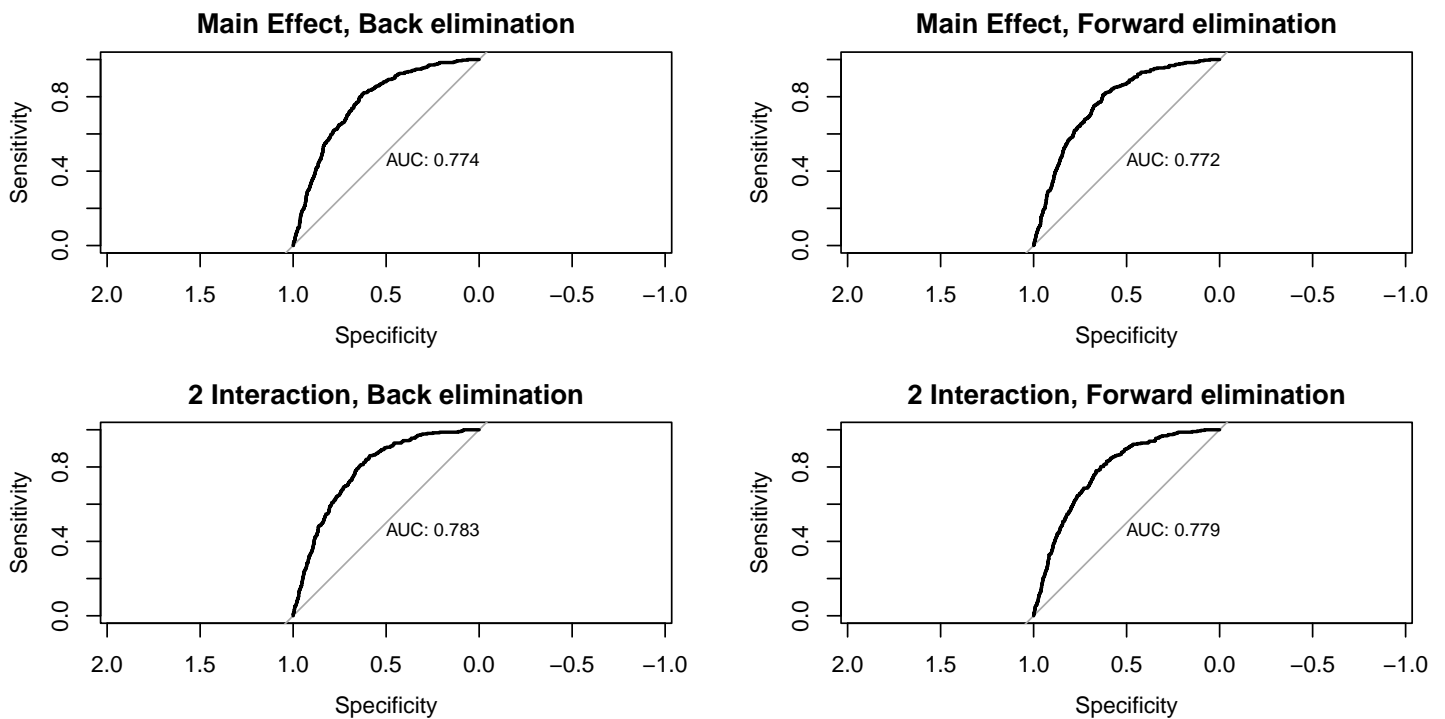 Main Effect, Back elimination
Sensitivity
0.8
0.4
0.0
AUC: 0.774
2.0 1.5 1.0 0.5 0.0 −0.5 −1.0
Specificity
Main Effect, Forward elimination
Sensitivity
0.8
0.4
0.0
AUC: 0.772
2.0 1.5 1.0 0.5 0.0 −0.5 −1.0
Specificity
2 Interaction, Back elimination
Sensitivity
0.8
0.4
0.0
AUC: 0.783
2.0 1.5 1.0 0.5 0.0 −0.5 −1.0
Specificity
2 Interaction, Forward elimination
Sensitivity
0.8
0.4
0.0
AUC: 0.779
2.0 1.5 1.0 0.5 0.0 −0.5 −1.0
Specificity